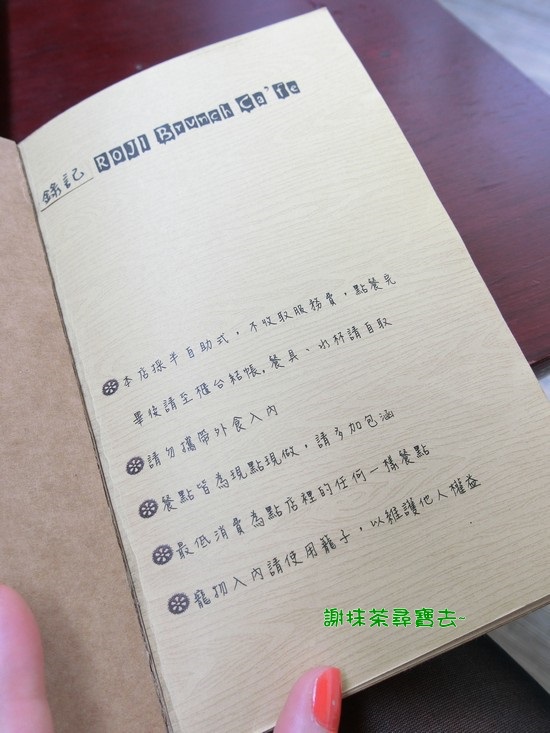 錄記 ROJI Brunch Ca'fe
本店採半自助式，不收取服務費，點餐完
畢後請至櫃台結帳,餐具、水杯請自取
請勿攜帶外食入內
餐點皆為現點現做，請多加包涵
最低消費為點店裡的任何一樣餐點
寵物入內請使用籠子，以維護他人權益
謝抹茶尋寶去~